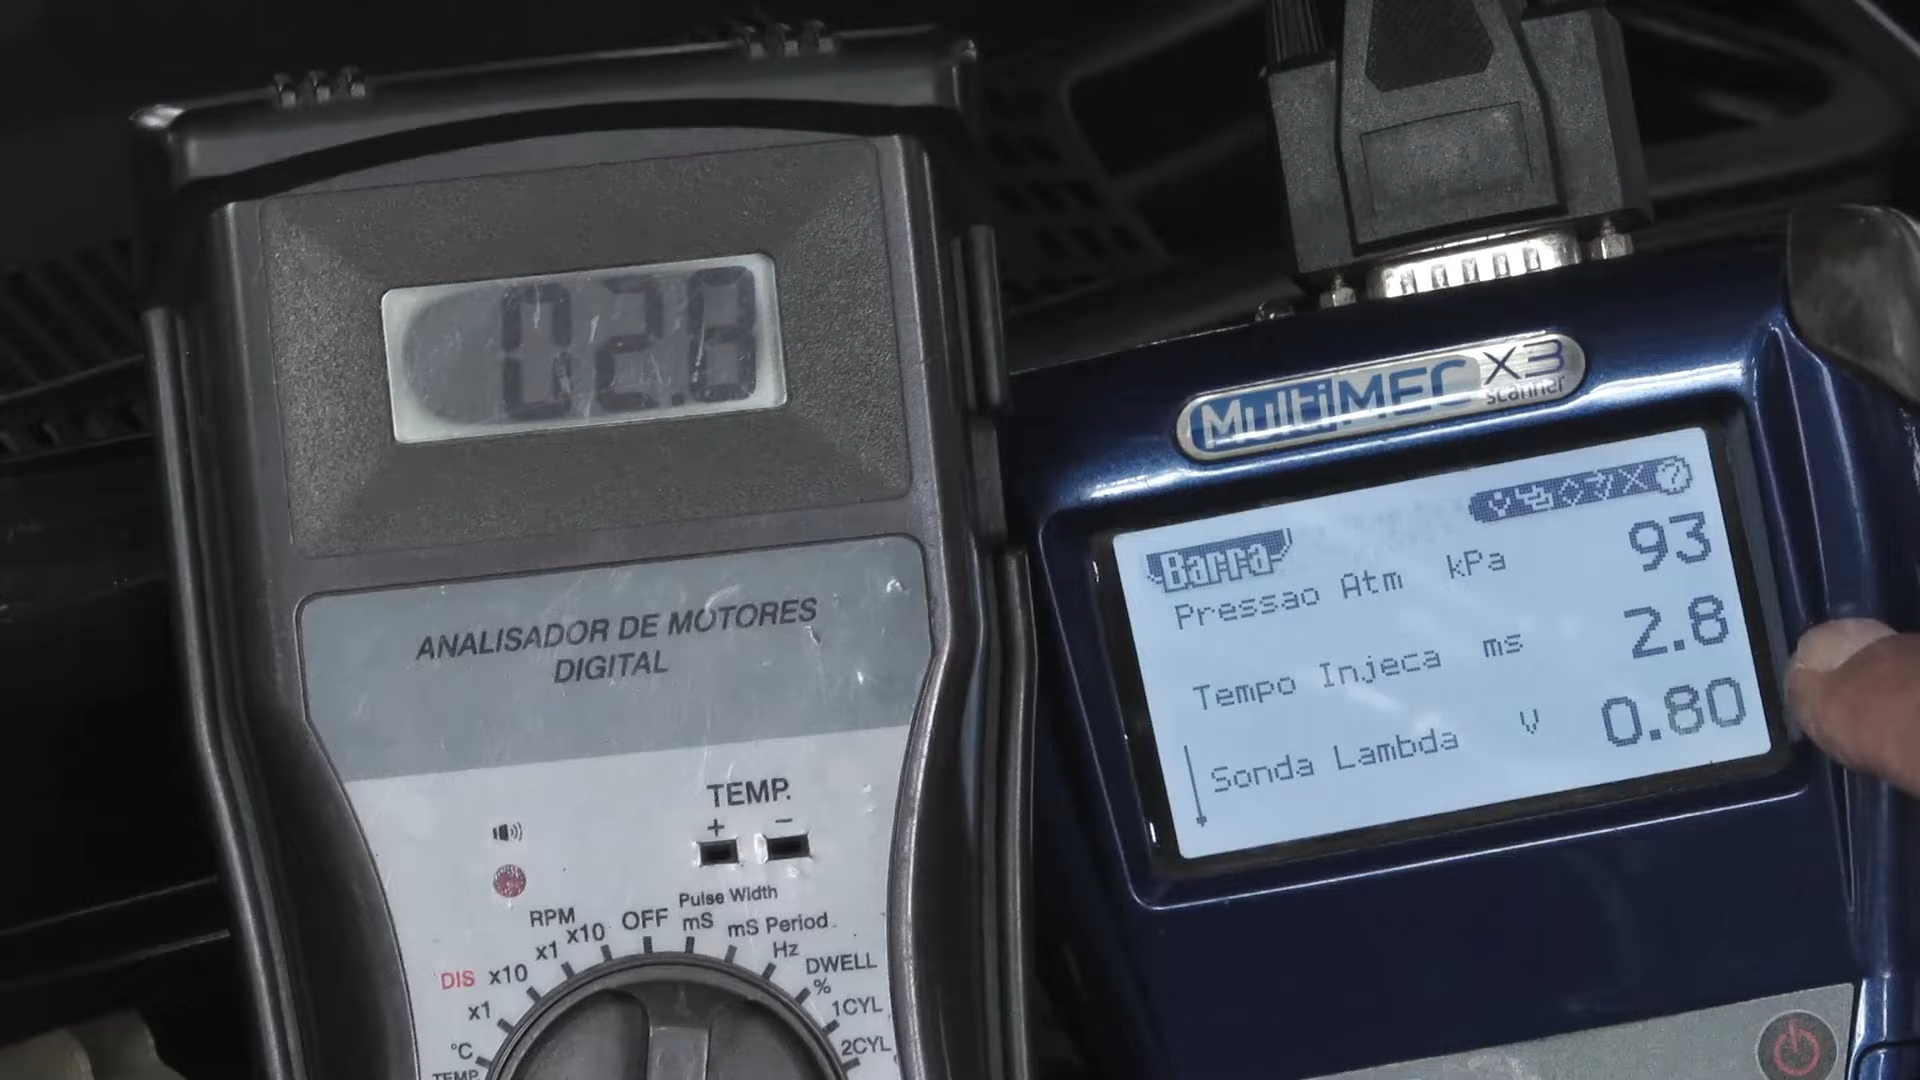 02.8
ANALISADOR DE MOTORES
DIGITAL
TEMP.
+ −
Pulse Width
RPM
x1
x10
OFF
mS
mS Period
Hz
DWELL
%
1CYL
2CYL
DIS
x10
x1
°C
TEMP
MultiMEC X3
scanner
Barra
Pressao Atm kPa 93
Tempo Injeca ms 2.8
Sonda Lambda V 0.80